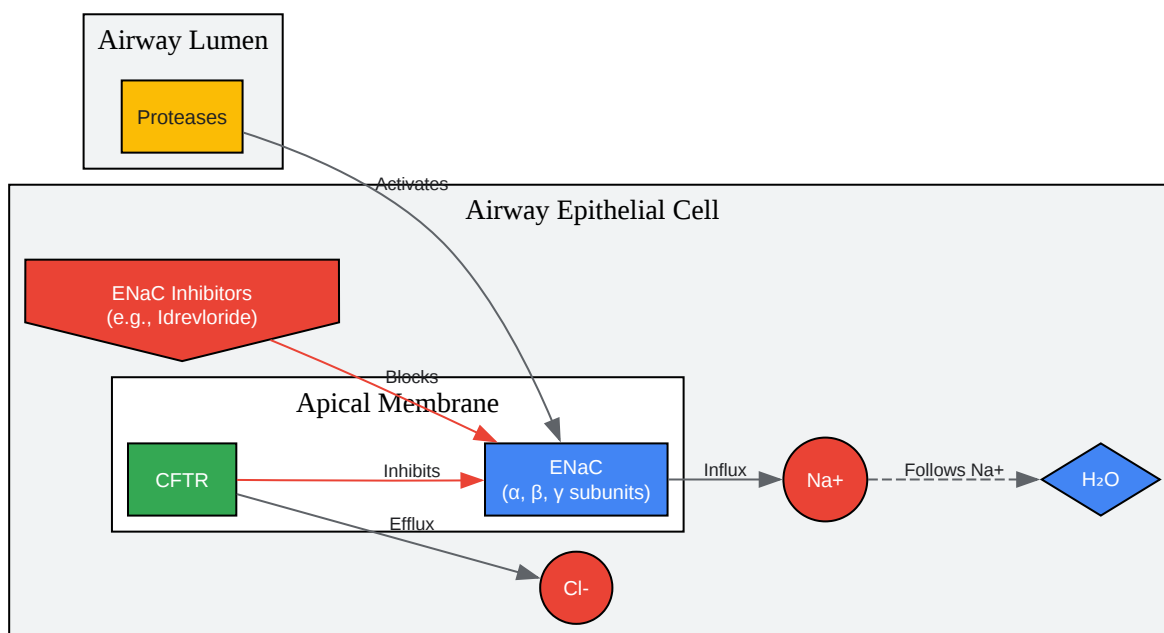 Airway Lumen
Proteases
Activates
Airway Epithelial Cell
ENaC Inhibitors
(e.g., Idrevloride)
Blocks
Apical Membrane
CFTR
Inhibits
ENaC
(α, β, γ subunits)
Influx
Na+
Follows Na+
H₂O
Efflux
Cl-